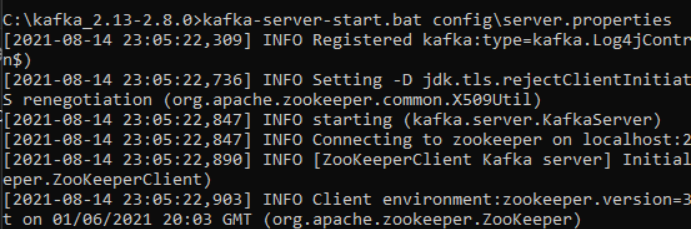 C:\kafka_2.13-2.8.0>kafka-server-start.bat config\server.properties
[2021-08-14 23:05:22,309] INFO Registered kafka:type=kafka.Log4jContr
n$)
[2021-08-14 23:05:22,736] INFO Setting -D jdk.tls.rejectClientInitiat
S renegotiation (org.apache.zookeeper.common.X509Util)
[2021-08-14 23:05:22,847] INFO starting (kafka.server.KafkaServer)
[2021-08-14 23:05:22,847] INFO Connecting to zookeeper on localhost:2
[2021-08-14 23:05:22,890] INFO [ZooKeeperClient Kafka server] Initial
eper.ZooKeeperClient)
[2021-08-14 23:05:22,903] INFO Client environment:zookeeper.version=3
t on 01/06/2021 20:03 GMT (org.apache.zookeeper.ZooKeeper)